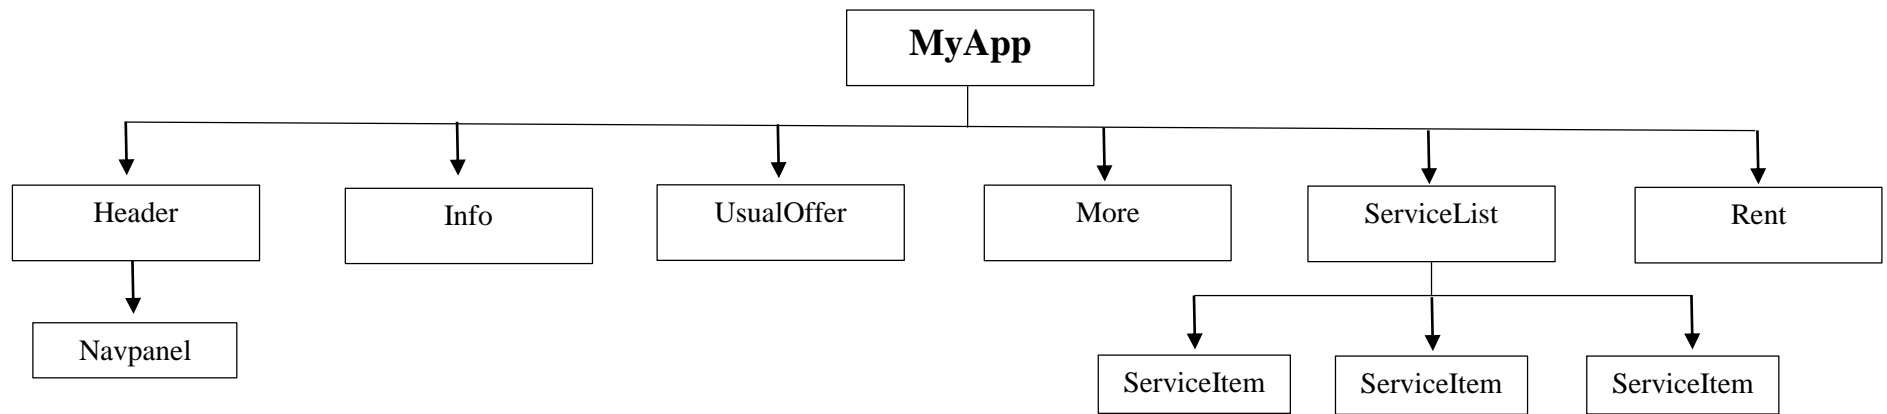 MyApp
Header
Info
UsualOffer
More
ServiceList
Rent
Navpanel
ServiceItem
ServiceItem
ServiceItem